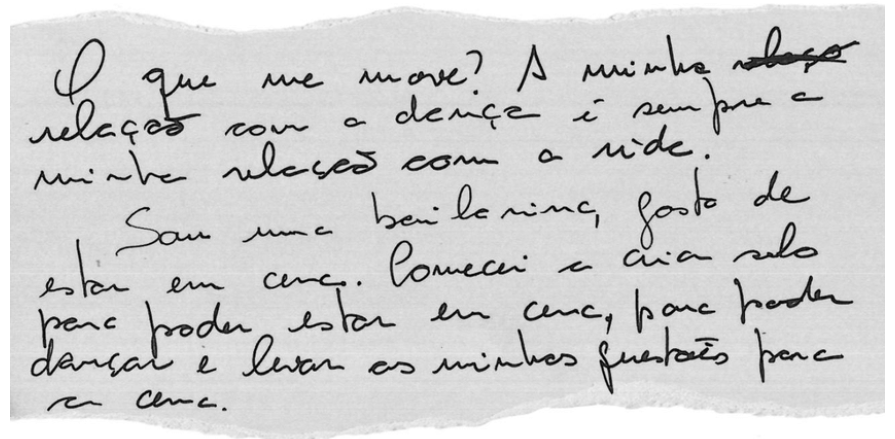 O que me move? A minha
relação com a dança é sempre a
minha relação com a vida.
Sou uma bailarina, gosto de
estar em cena. Comecei a criar solo
para poder estar em cena, para poder
dançar e levar as minhas questões para
a cena.